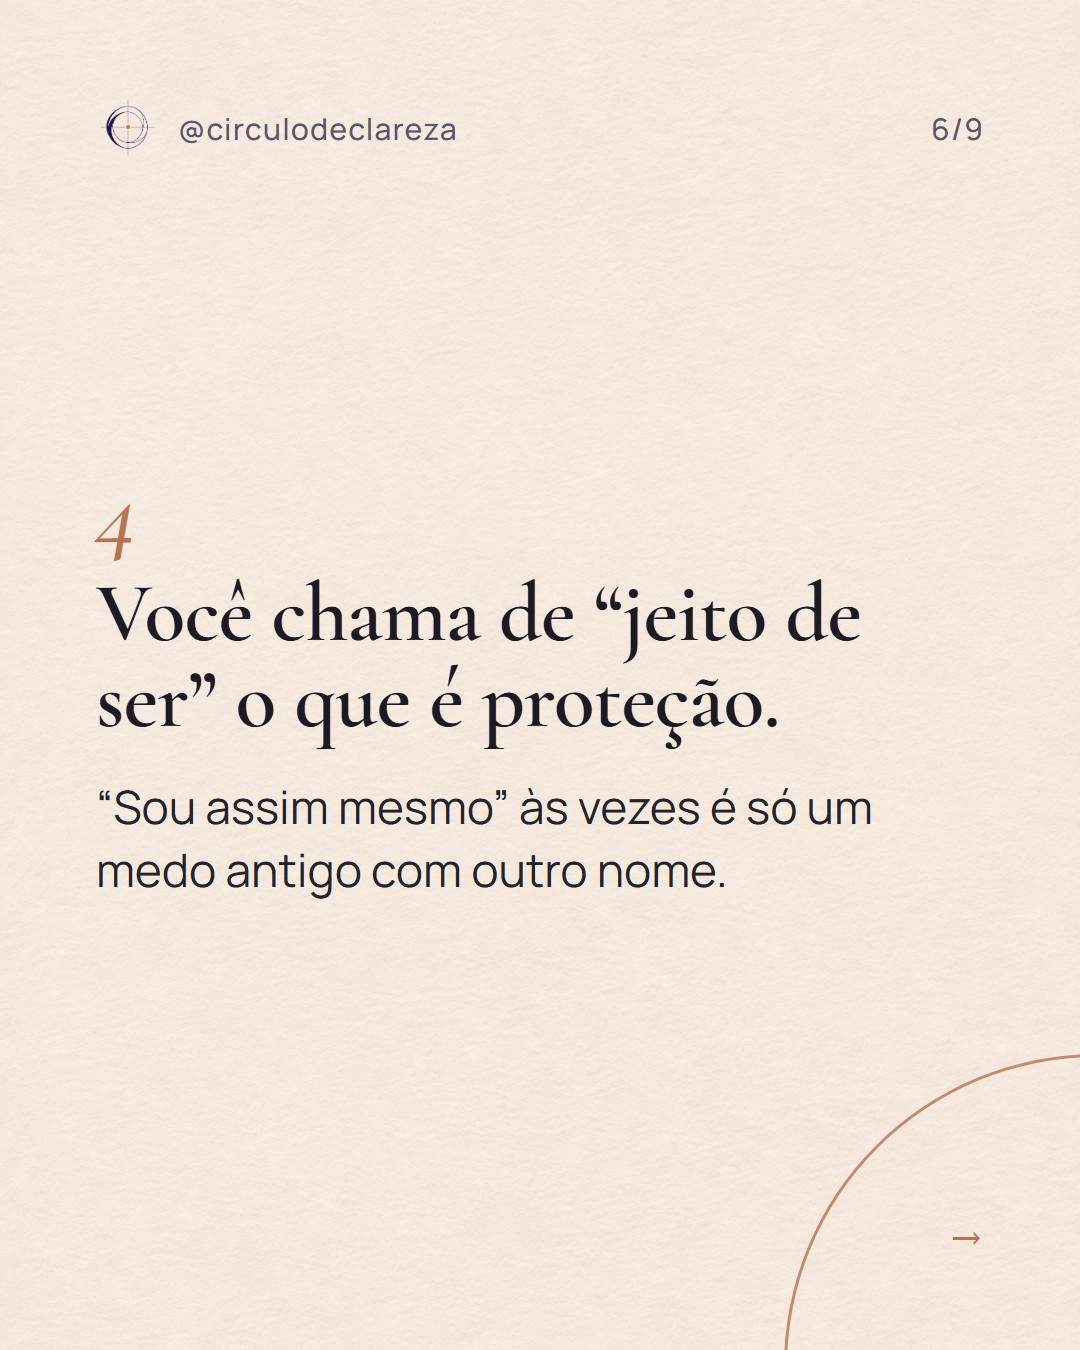 @circulodeclareza
6/9
4
Você chama de “jeito de
ser” o que é proteção.
“Sou assim mesmo” às vezes é só um
medo antigo com outro nome.
→